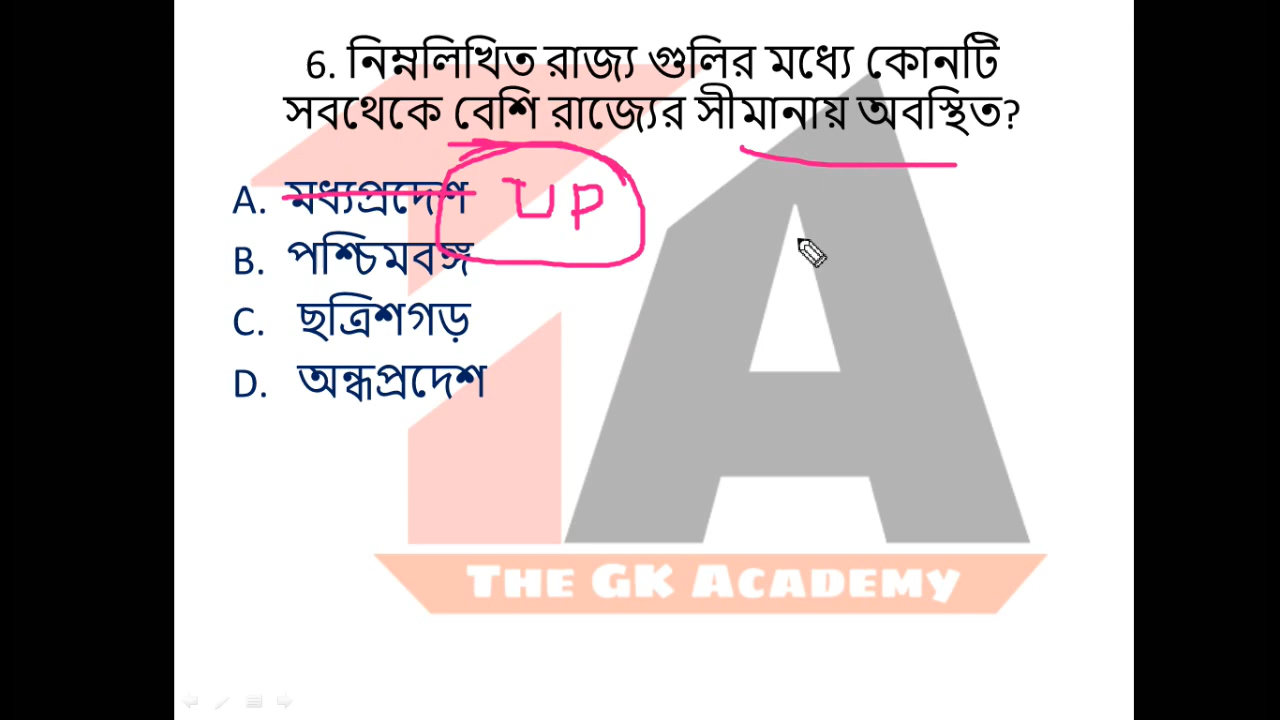 6. নিম্নলিখিত রাজ্য গুলির মধ্যে কোনটি
সবথেকে বেশি রাজ্যের সীমানায় অবস্থিত?
A. মধ্যপ্রদেশ
UP
B. পশ্চিমবঙ্গ
C. ছত্রিশগড়
D. অন্ধপ্রদেশ
THE GK ACADEMY